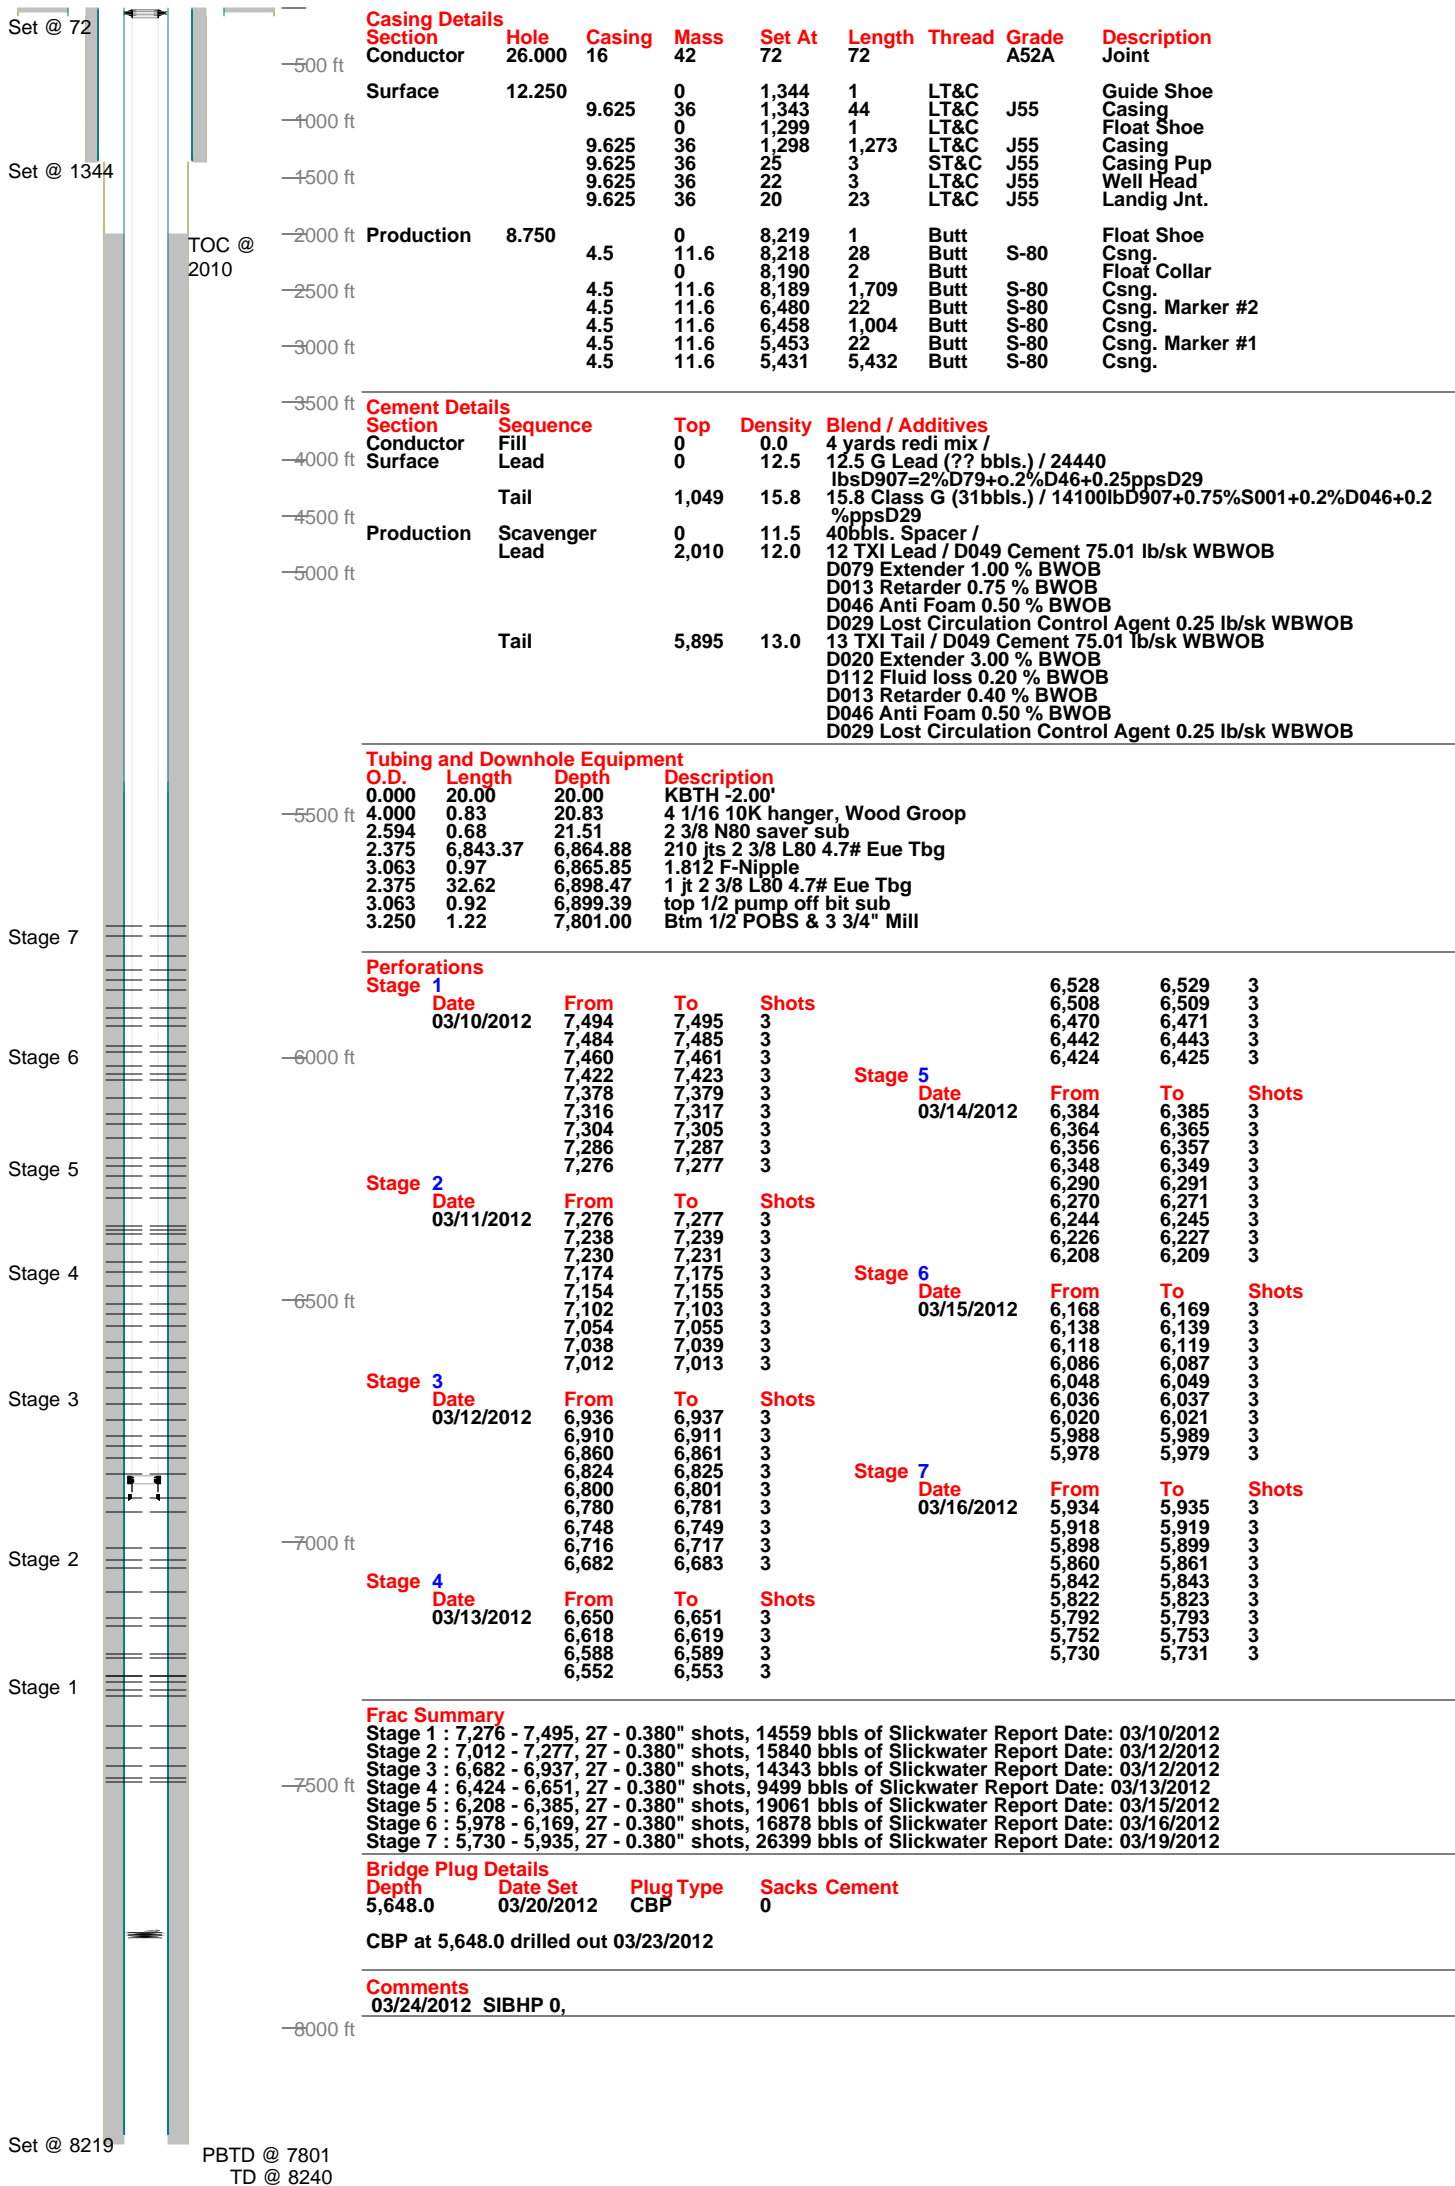 Set @ 72
Set @ 1344
TOC @
2010
Stage 7
Stage 6
Stage 5
Stage 4
Stage 3
Stage 2
Stage 1
Set @ 8219
PBTD @ 7801
TD @ 8240
500 ft
1000 ft
1500 ft
2000 ft
2500 ft
3000 ft
3500 ft
4000 ft
4500 ft
5000 ft
5500 ft
6000 ft
6500 ft
7000 ft
7500 ft
8000 ft
Casing Details
Section Hole Casing Mass Set At Length Thread Grade Description
Conductor 26.000 16 42 72 72 A52A Joint
Surface 12.250 0 1,344 1 LT&C Guide Shoe
9.625 36 1,343 44 LT&C J55 Casing
0 1,299 1 LT&C Float Shoe
9.625 36 1,298 1,273 LT&C J55 Casing
9.625 36 25 3 ST&C J55 Casing Pup
9.625 36 22 3 LT&C J55 Well Head
9.625 36 20 23 LT&C J55 Landig Jnt.
Production 8.750 0 8,219 1 Butt Float Shoe
4.5 11.6 8,218 28 Butt S-80 Csng.
0 8,190 2 Butt Float Collar
4.5 11.6 8,189 1,709 Butt S-80 Csng.
4.5 11.6 6,480 22 Butt S-80 Csng. Marker #2
4.5 11.6 6,458 1,004 Butt S-80 Csng.
4.5 11.6 5,453 22 Butt S-80 Csng. Marker #1
4.5 11.6 5,431 5,432 Butt S-80 Csng.
Cement Details
Section Sequence Top Density Blend / Additives
Conductor Fill 0 0.0 4 yards redi mix /
Surface Lead 0 12.5 12.5 G Lead (?? bbls.) / 24440
lbsD907=2%D79+o.2%D46+0.25ppsD29
Tail 1,049 15.8 15.8 Class G (31bbls.) / 14100lbD907+0.75%S001+0.2%D046+0.2
%ppsD29
Production Scavenger 0 11.5 40bbls. Spacer /
Lead 2,010 12.0 12 TXI Lead / D049 Cement 75.01 lb/sk WBWOB
D079 Extender 1.00 % BWOB
D013 Retarder 0.75 % BWOB
D046 Anti Foam 0.50 % BWOB
D029 Lost Circulation Control Agent 0.25 lb/sk WBWOB
Tail 5,895 13.0 13 TXI Tail / D049 Cement 75.01 lb/sk WBWOB
D020 Extender 3.00 % BWOB
D112 Fluid loss 0.20 % BWOB
D013 Retarder 0.40 % BWOB
D046 Anti Foam 0.50 % BWOB
D029 Lost Circulation Control Agent 0.25 lb/sk WBWOB
Tubing and Downhole Equipment
O.D. Length Depth Description
0.000 20.00 20.00 KBTH -2.00'
4.000 0.83 20.83 4 1/16 10K hanger, Wood Groop
2.594 0.68 21.51 2 3/8 N80 saver sub
2.375 6,843.37 6,864.88 210 jts 2 3/8 L80 4.7# Eue Tbg
3.063 0.97 6,865.85 1.812 F-Nipple
2.375 32.62 6,898.47 1 jt 2 3/8 L80 4.7# Eue Tbg
3.063 0.92 6,899.39 top 1/2 pump off bit sub
3.250 1.22 7,801.00 Btm 1/2 POBS & 3 3/4" Mill
Perforations
Stage 1
Date From To Shots
03/10/2012 7,494 7,495 3
7,484 7,485 3
7,460 7,461 3
7,422 7,423 3
7,378 7,379 3
7,316 7,317 3
7,304 7,305 3
7,286 7,287 3
7,276 7,277 3
Stage 2
Date From To Shots
03/11/2012 7,276 7,277 3
7,238 7,239 3
7,230 7,231 3
7,174 7,175 3
7,154 7,155 3
7,102 7,103 3
7,054 7,055 3
7,038 7,039 3
7,012 7,013 3
Stage 3
Date From To Shots
03/12/2012 6,936 6,937 3
6,910 6,911 3
6,860 6,861 3
6,824 6,825 3
6,800 6,801 3
6,780 6,781 3
6,748 6,749 3
6,716 6,717 3
6,682 6,683 3
Stage 4
Date From To Shots
03/13/2012 6,650 6,651 3
6,618 6,619 3
6,588 6,589 3
6,552 6,553 3
6,528 6,529 3
6,508 6,509 3
6,470 6,471 3
6,442 6,443 3
6,424 6,425 3
Stage 5
Date From To Shots
03/14/2012 6,384 6,385 3
6,364 6,365 3
6,356 6,357 3
6,348 6,349 3
6,290 6,291 3
6,270 6,271 3
6,244 6,245 3
6,226 6,227 3
6,208 6,209 3
Stage 6
Date From To Shots
03/15/2012 6,168 6,169 3
6,138 6,139 3
6,118 6,119 3
6,086 6,087 3
6,048 6,049 3
6,036 6,037 3
6,020 6,021 3
5,988 5,989 3
5,978 5,979 3
Stage 7
Date From To Shots
03/16/2012 5,934 5,935 3
5,918 5,919 3
5,898 5,899 3
5,860 5,861 3
5,842 5,843 3
5,822 5,823 3
5,792 5,793 3
5,752 5,753 3
5,730 5,731 3
Frac Summary
Stage 1 : 7,276 - 7,495, 27 - 0.380" shots, 14559 bbls of Slickwater Report Date: 03/10/2012
Stage 2 : 7,012 - 7,277, 27 - 0.380" shots, 15840 bbls of Slickwater Report Date: 03/12/2012
Stage 3 : 6,682 - 6,937, 27 - 0.380" shots, 14343 bbls of Slickwater Report Date: 03/12/2012
Stage 4 : 6,424 - 6,651, 27 - 0.380" shots, 9499 bbls of Slickwater Report Date: 03/13/2012
Stage 5 : 6,208 - 6,385, 27 - 0.380" shots, 19061 bbls of Slickwater Report Date: 03/15/2012
Stage 6 : 5,978 - 6,169, 27 - 0.380" shots, 16878 bbls of Slickwater Report Date: 03/16/2012
Stage 7 : 5,730 - 5,935, 27 - 0.380" shots, 26399 bbls of Slickwater Report Date: 03/19/2012
Bridge Plug Details
Depth Date Set Plug Type Sacks Cement
5,648.0 03/20/2012 CBP 0
CBP at 5,648.0 drilled out 03/23/2012
Comments
03/24/2012 SIBHP 0,